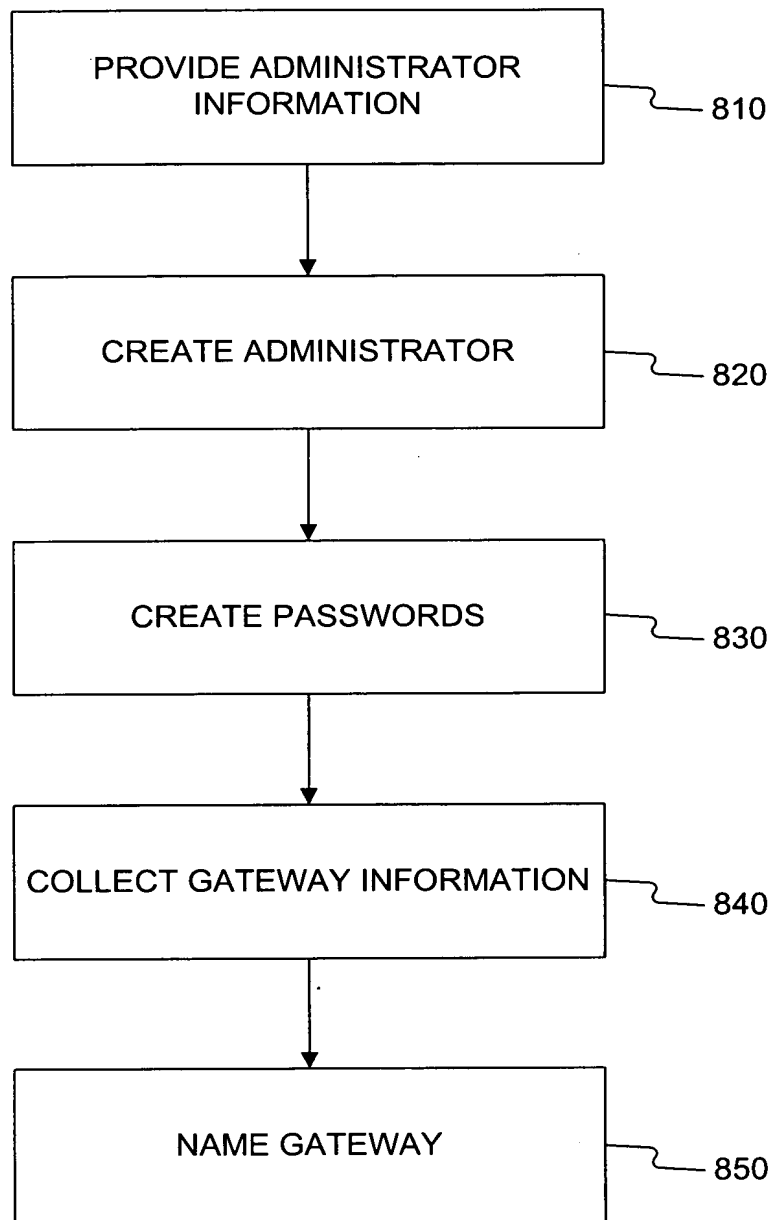 PROVIDE ADMINISTRATOR
INFORMATION
810
CREATE ADMINISTRATOR
820
CREATE PASSWORDS
830
COLLECT GATEWAY INFORMATION
840
NAME GATEWAY
850